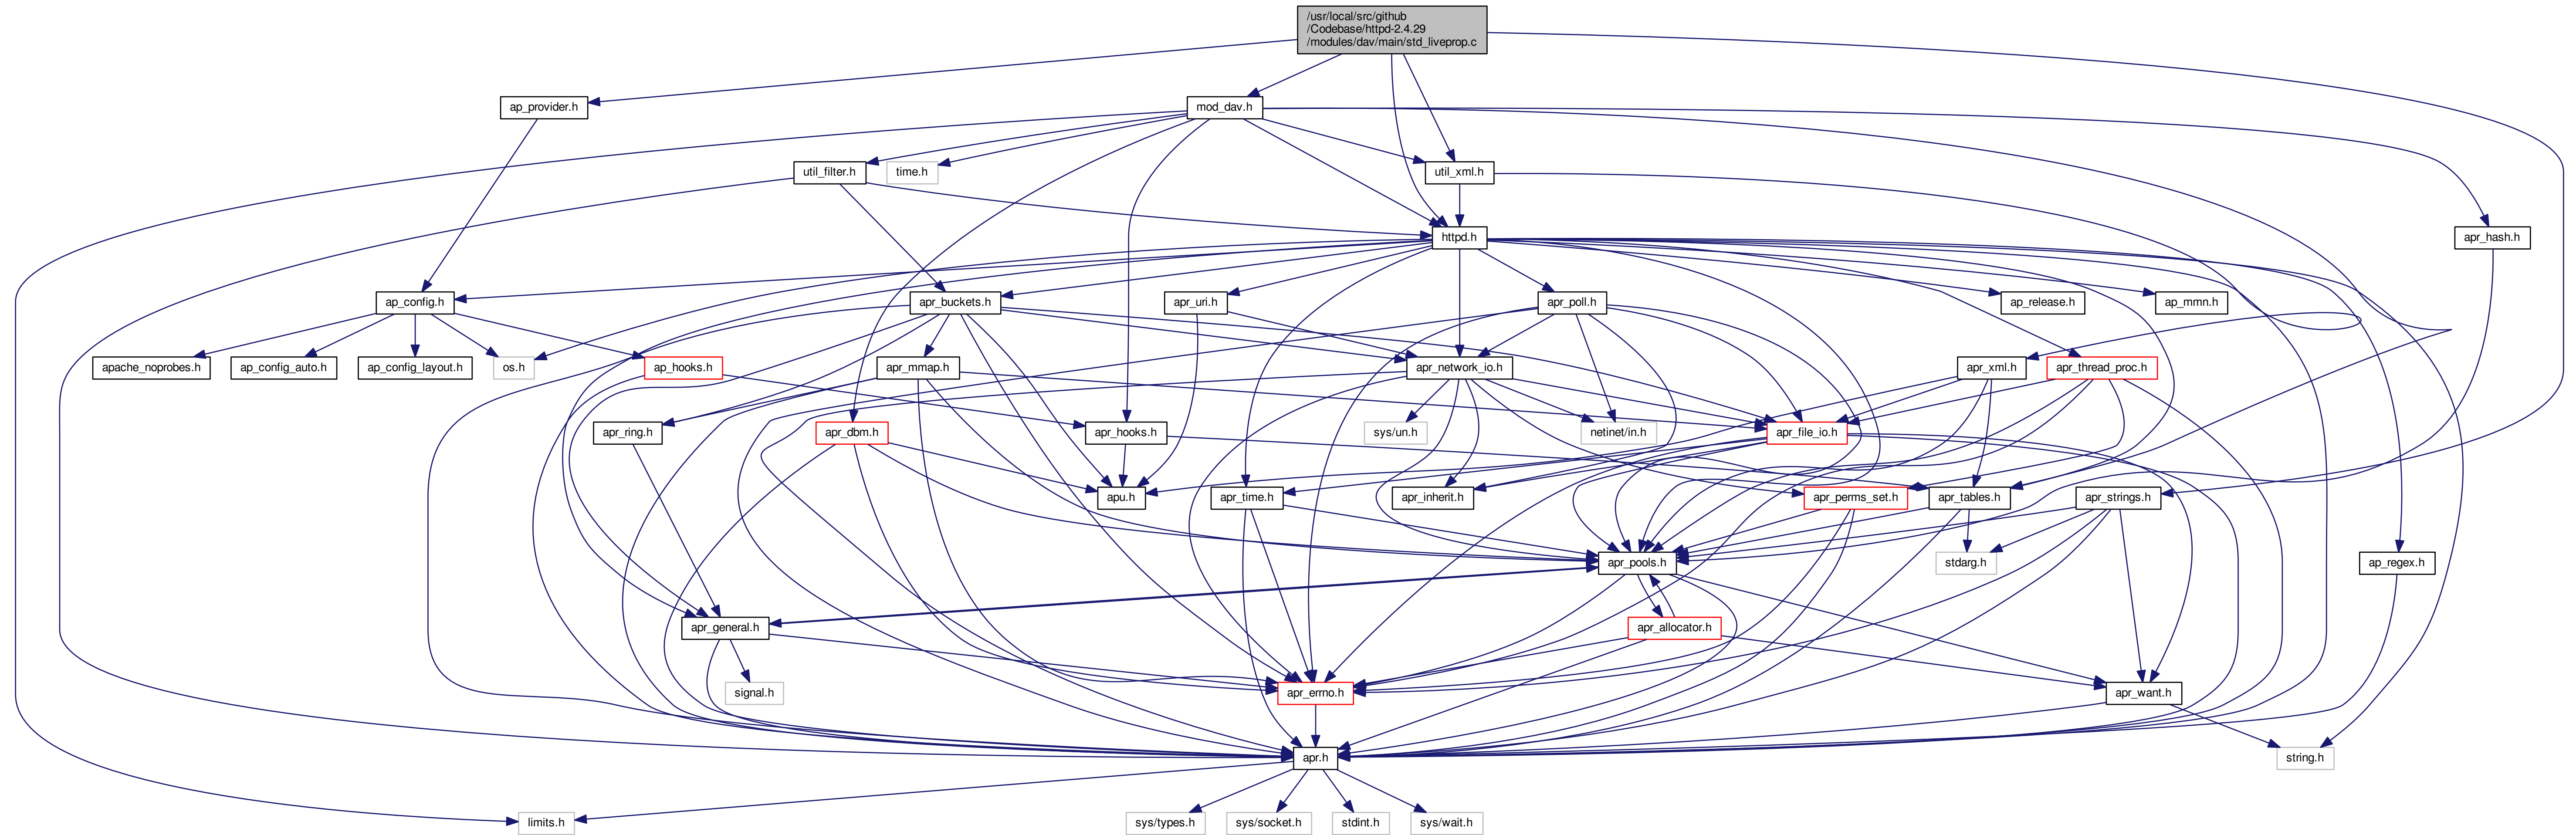 /usr/local/src/github
/Codebase/httpd-2.4.29
/modules/dav/main/std_liveprop.c
ap_provider.h
mod_dav.h
util_filter.h
time.h
util_xml.h
httpd.h
apr_hash.h
ap_config.h
apr_buckets.h
apr_uri.h
apr_poll.h
ap_release.h
ap_mmn.h
apache_noprobes.h
ap_config_auto.h
ap_config_layout.h
os.h
ap_hooks.h
apr_mmap.h
apr_network_io.h
apr_xml.h
apr_thread_proc.h
apr_ring.h
apr_dbm.h
apr_hooks.h
sys/un.h
netinet/in.h
apr_file_io.h
apu.h
apr_time.h
apr_inherit.h
apr_perms_set.h
apr_tables.h
apr_strings.h
apr_pools.h
stdarg.h
ap_regex.h
apr_general.h
apr_allocator.h
signal.h
apr_errno.h
apr_want.h
apr.h
string.h
limits.h
sys/types.h
sys/socket.h
stdint.h
sys/wait.h